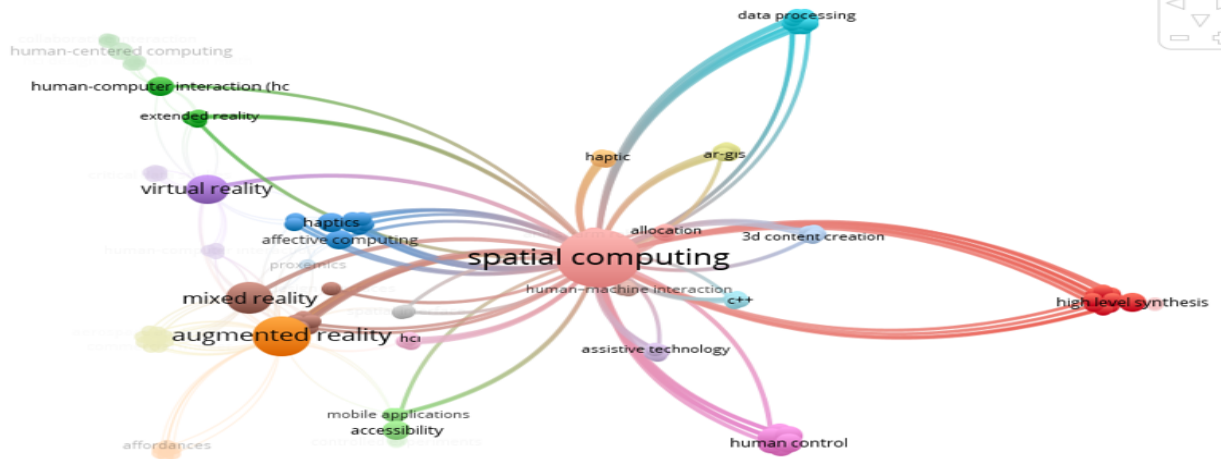 data processing
human-centered computing
human-computer interaction (hc
extended reality
haptic
ar-gis
virtual reality
haptics
allocation
affective computing
3d content creation
spatial computing
proxemics
human–machine interaction
mixed reality
c++
high level synthesis
augmented reality
hci
assistive technology
mobile applications
accessibility
human control
affordances